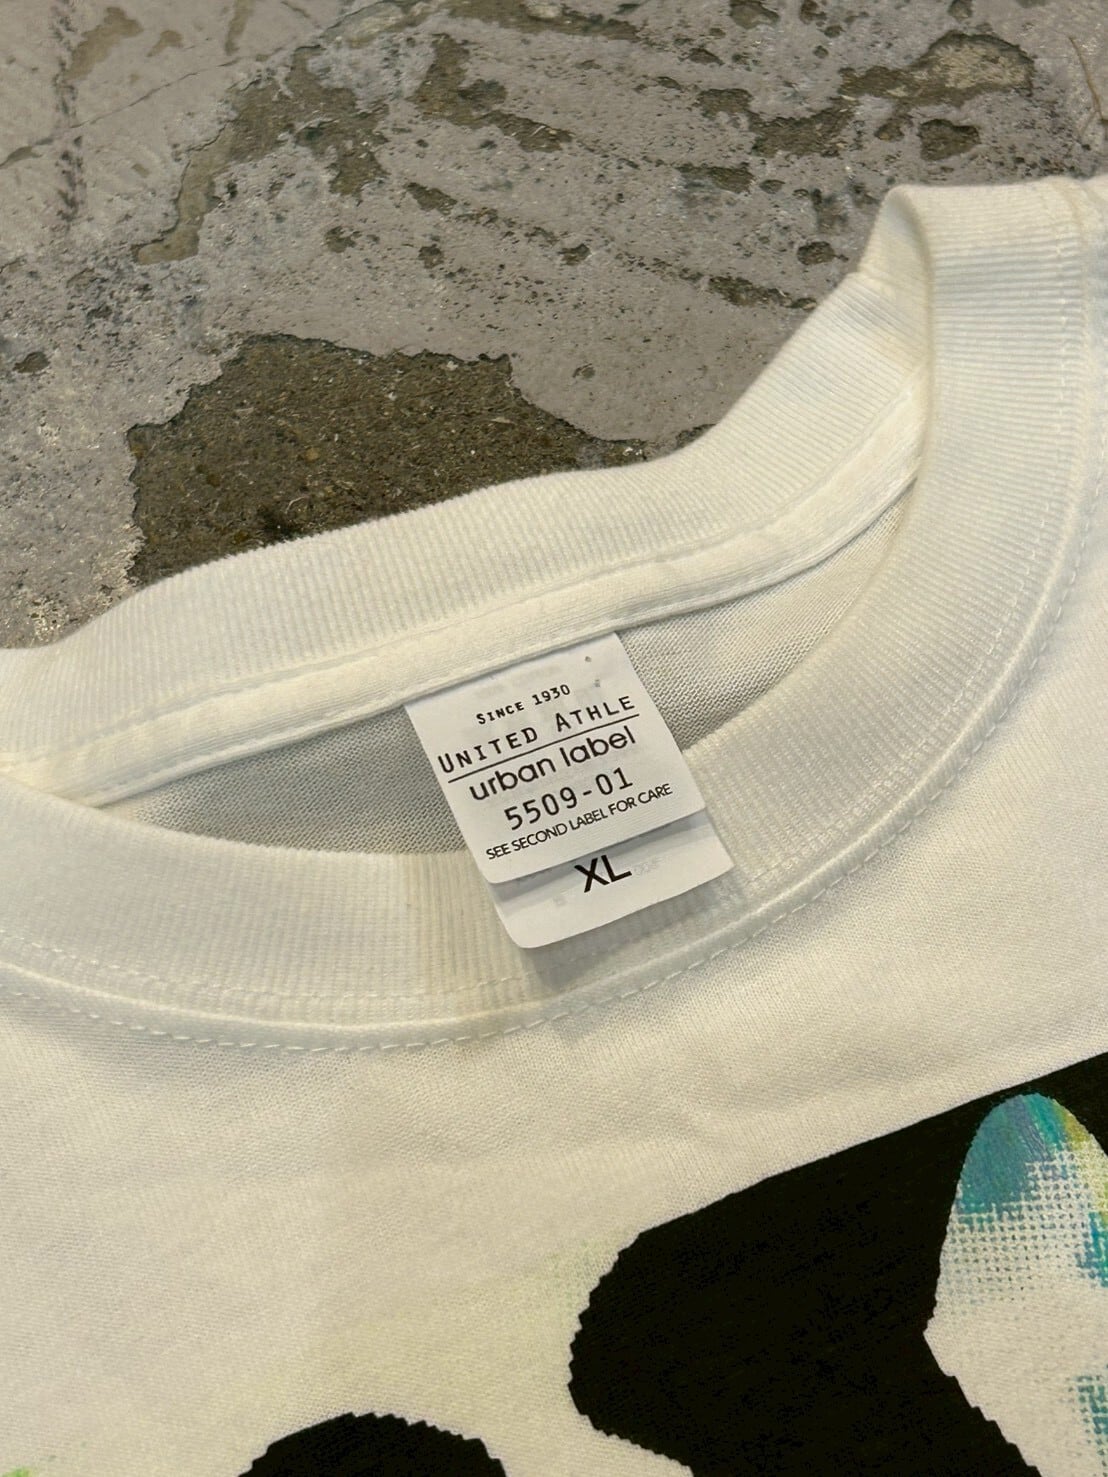 SINCE 1930
UNITED ATHLE
urban label
5509-01
SEE SECOND LABEL FOR CARE
XL